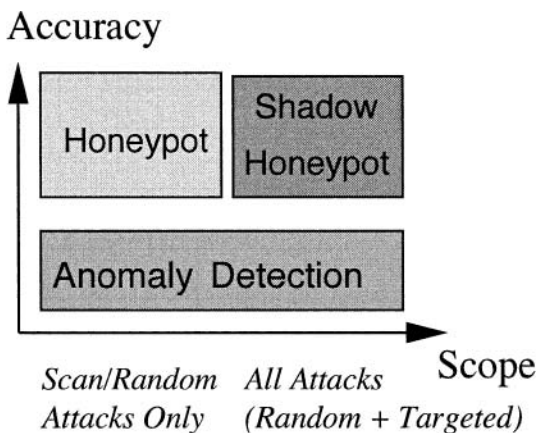 Accuracy
Shadow
Honeypot
Honeypot
Anomaly Detection
Scope
Scan/Random
Attacks Only
All Attacks
(Random + Targeted)